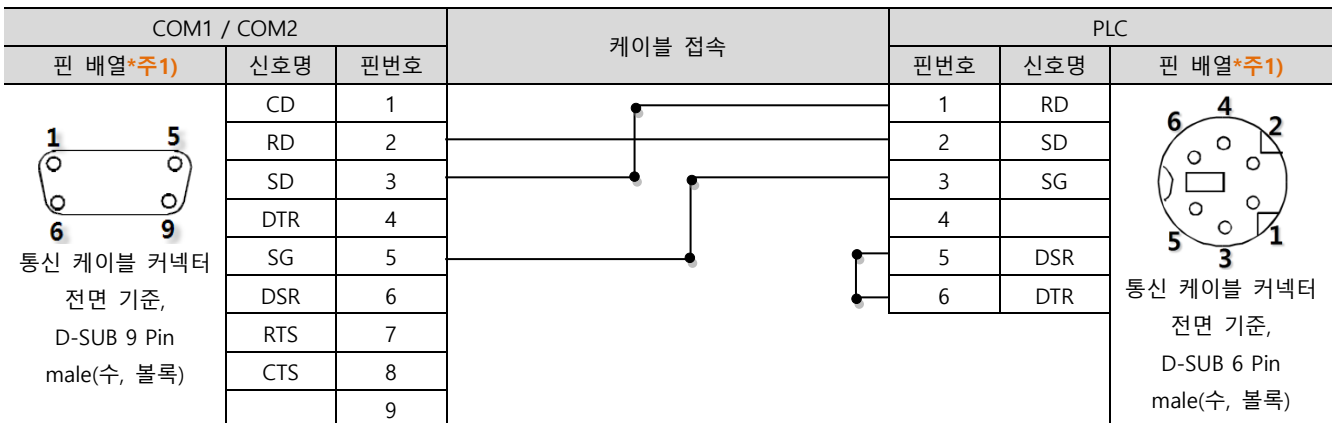 COM1 / COM2 케이블 접속 PLC
핀 배열*주1) 신호명 핀번호 핀번호 신호명 핀 배열*주1)
CD 1 1 RD
RD 2 2 SD
SD 3 3 SG
DTR 4 4
SG 5 5 DSR
DSR 6 6 DTR
RTS 7
CTS 8
9
1 5
6 9
통신 케이블 커넥터
전면 기준,
D-SUB 9 Pin
male(수, 볼록)
6 4 2
5 3 1
통신 케이블 커넥터
전면 기준,
D-SUB 6 Pin
male(수, 볼록)